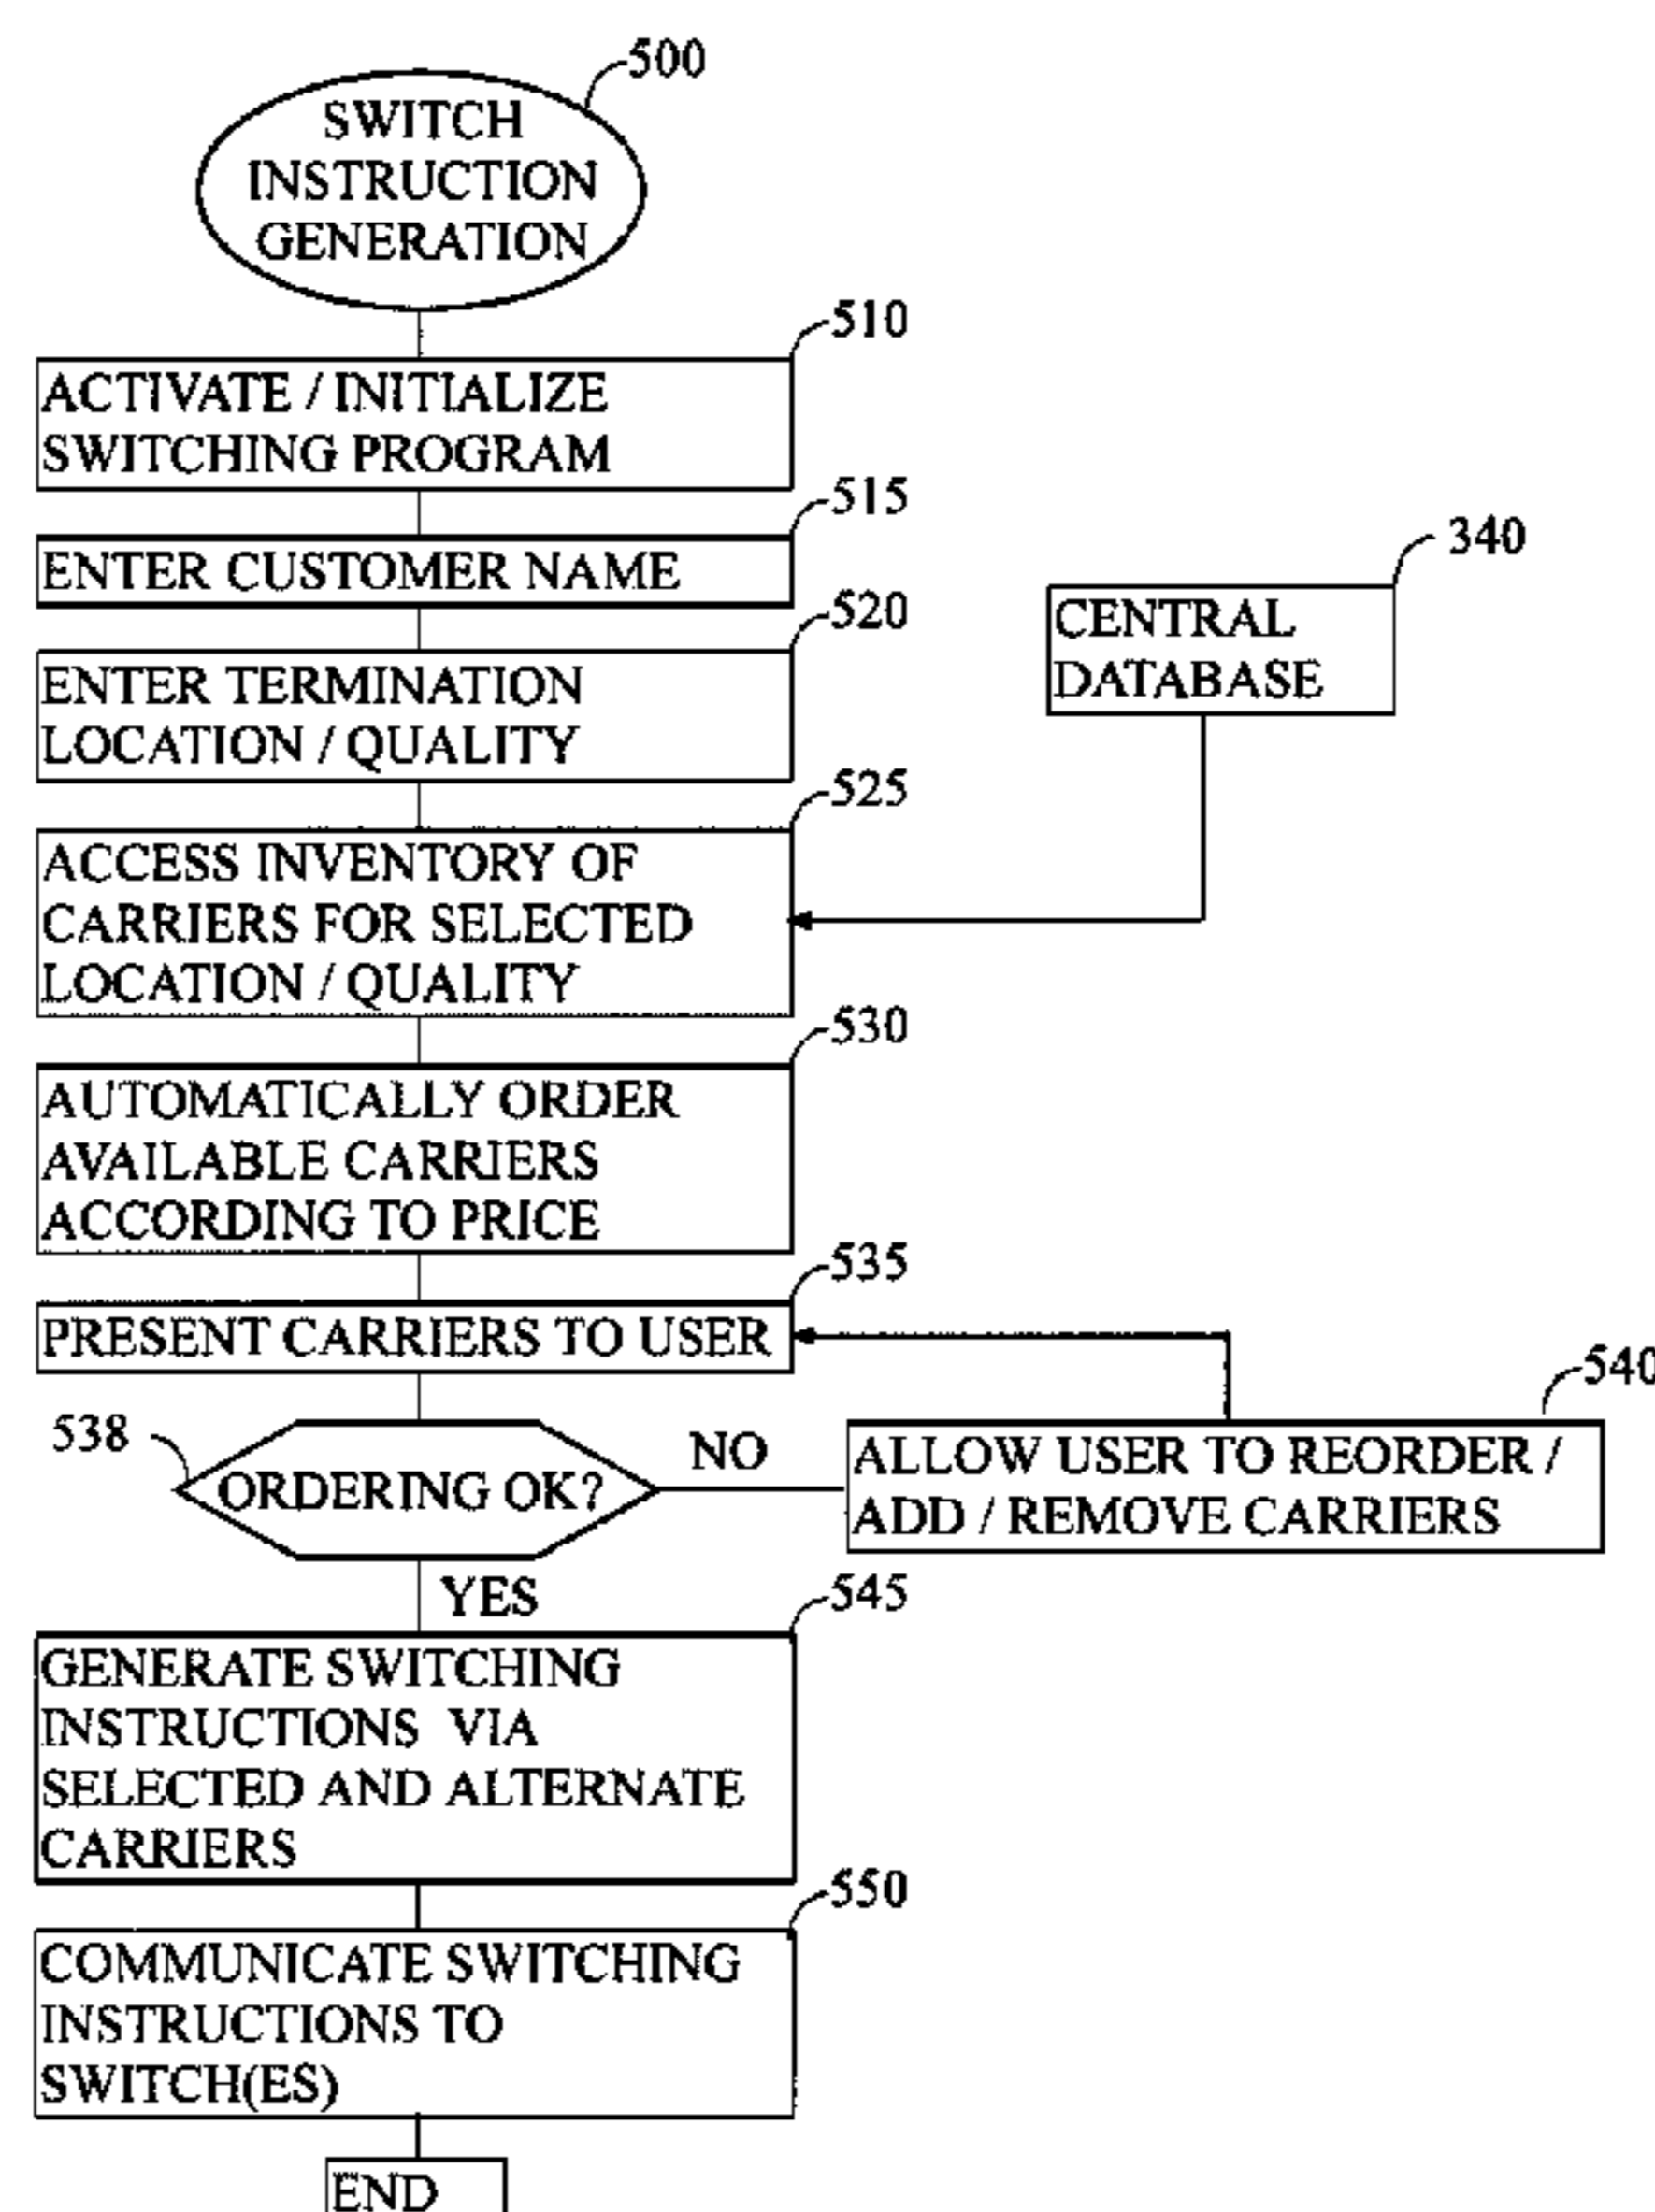 500
SWITCH
INSTRUCTION
GENERATION
510
ACTIVATE / INITIALIZE
SWITCHING PROGRAM
515
ENTER CUSTOMER NAME
520
ENTER TERMINATION
LOCATION / QUALITY
340
CENTRAL
DATABASE
525
ACCESS INVENTORY OF
CARRIERS FOR SELECTED
LOCATION / QUALITY
530
AUTOMATICALLY ORDER
AVAILABLE CARRIERS
ACCORDING TO PRICE
535
PRESENT CARRIERS TO USER
538
ORDERING OK?
NO
540
ALLOW USER TO REORDER /
ADD / REMOVE CARRIERS
YES
545
GENERATE SWITCHING
INSTRUCTIONS VIA
SELECTED AND ALTERNATE
CARRIERS
550
COMMUNICATE SWITCHING
INSTRUCTIONS TO
SWITCH(ES)
END